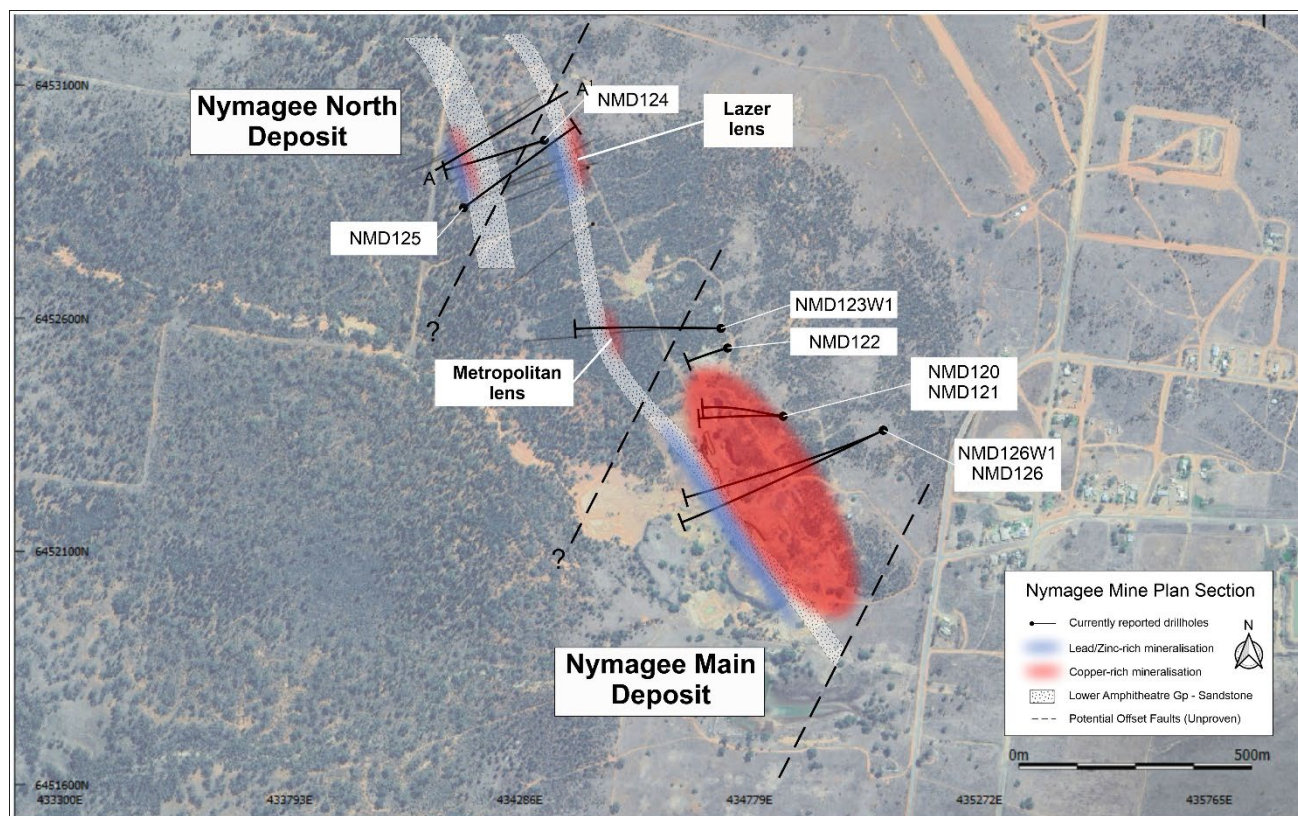 6453100N
Nymagee North
Deposit
A
A¹
NMD124
Lazer
lens
NMD125
?
6452600N
NMD123W1
NMD122
Metropolitan
lens
NMD120
NMD121
NMD126W1
NMD126
?
6452100N
Nymagee Main
Deposit
Nymagee Mine Plan Section
N
Currently reported drillholes
Lead/Zinc-rich mineralisation
Copper-rich mineralisation
Lower Amphitheatre Gp - Sandstone
Potential Offset Faults (Unproven)
0m
500m
6451600N
433300E
433793E
434286E
434779E
435272E
435765E